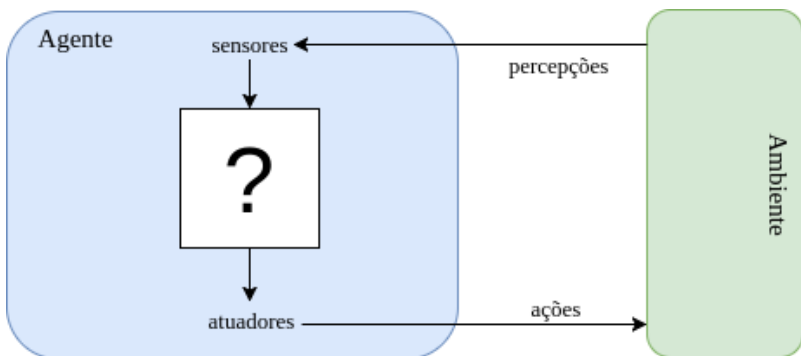 Agente
sensores
percepções
?
Ambiente
atuadores
ações